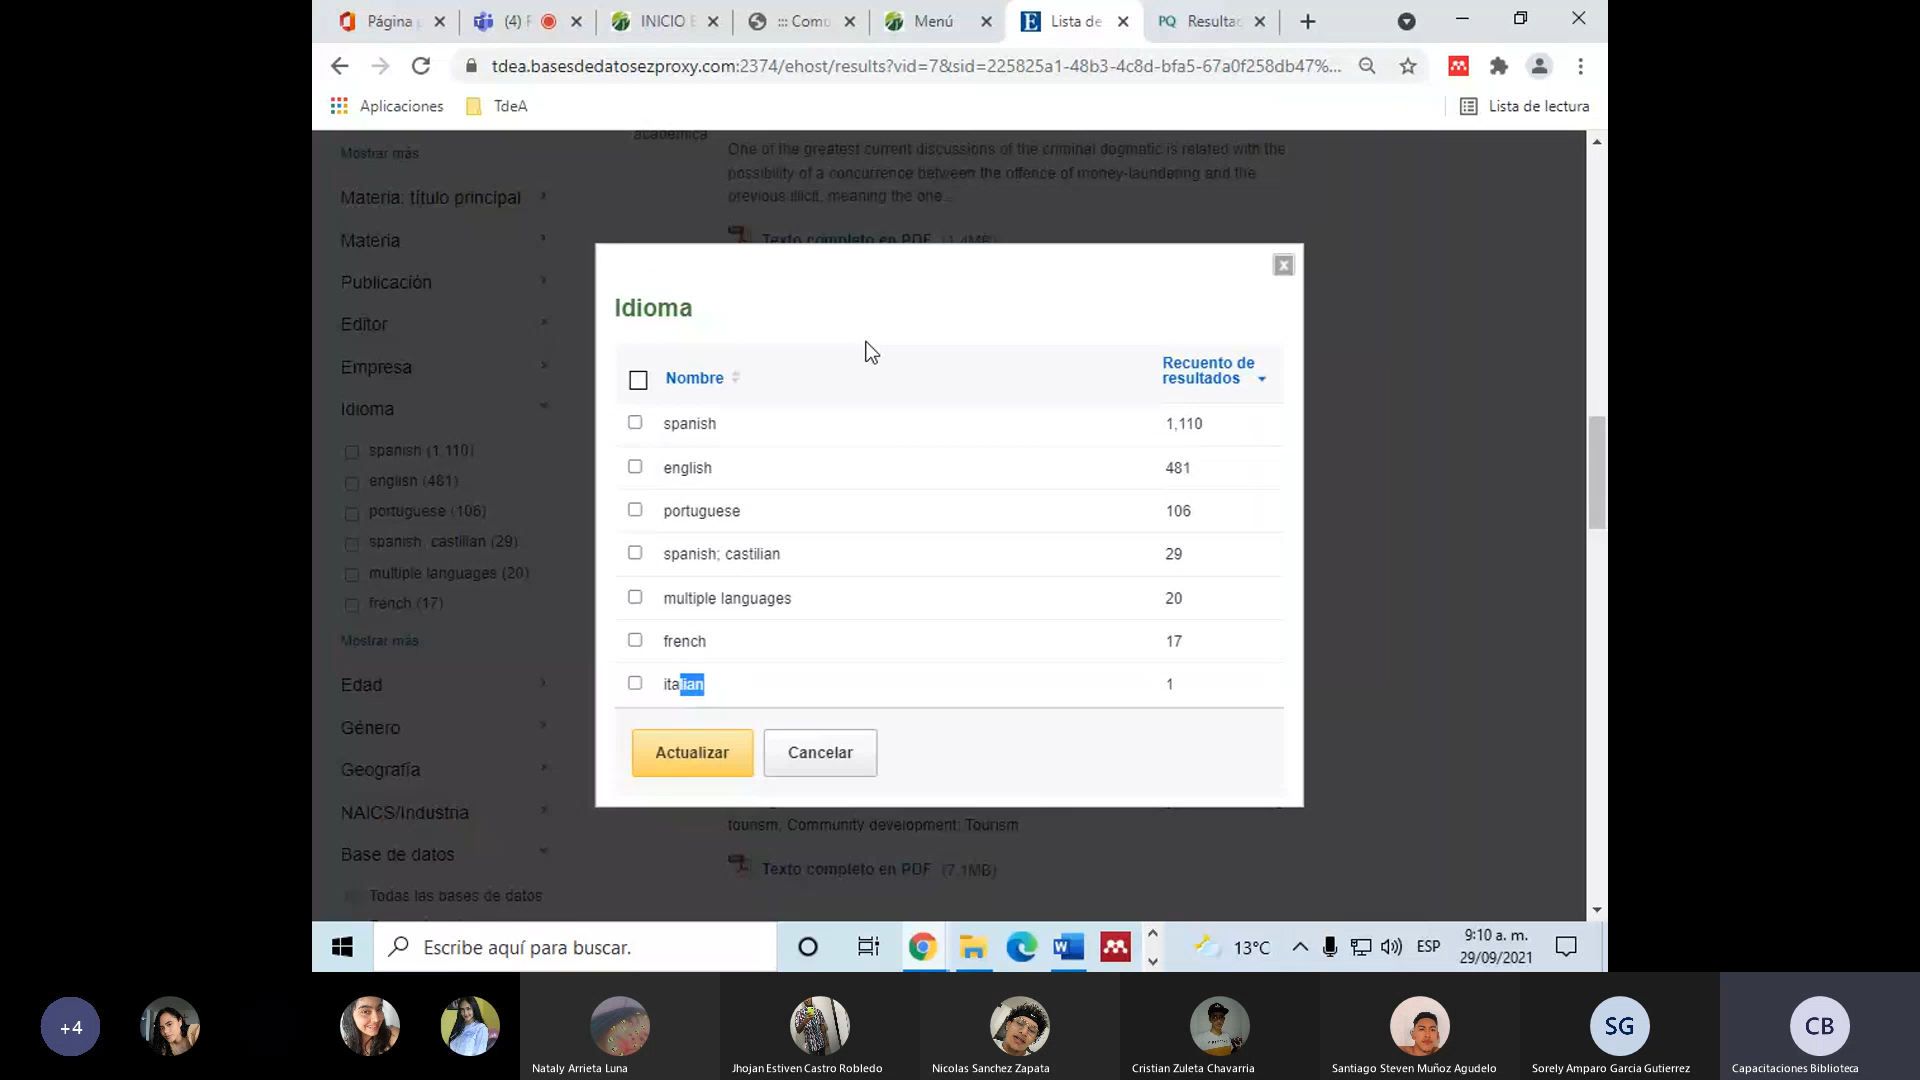 Página
(4) F
INICIO E
::: Com
Menú
Lista de
PQ
Resultad
tdea.basesdedatosezproxy.com:2374/ehost/results?vid=7&sid=225825a1-48b3-4c8d-bfa5-67a0f258db47%...
Aplicaciones
TdeA
Lista de lectura
académica
Mostrar más
One of the greatest current discussions of the criminal dogmatic is related with the
possibility of a concurrence between the offence of money-laundering and the
previous illicit, meaning the one...
Texto completo en PDF (1.4MB)
Materia: título principal
Materia
Publicación
Editor
Empresa
Idioma
spanish (1,110)
english (481)
portuguese (106)
spanish; castilian (29)
multiple languages (20)
french (17)
Mostrar más
Edad
Género
Geografía
NAICS/Industria
Base de datos
Todas las bases de datos
x
Idioma
Nombre
Recuento de
resultados
spanish 1,110
english 481
portuguese 106
spanish; castilian 29
multiple languages 20
french 17
italian 1
Actualizar
Cancelar
tourism, Community development: Tourism
Texto completo en PDF (7.1MB)
Escribe aquí para buscar.
13°C
ESP
9:10 a. m.
29/09/2021
+4
Nataly Arrieta Luna
Jhojan Estiven Castro Robledo
Nicolas Sanchez Zapata
Cristian Zuleta Chavarria
Santiago Steven Muñoz Agudelo
SG
Sorely Amparo Garcia Gutierrez
CB
Capacitaciones Biblioteca